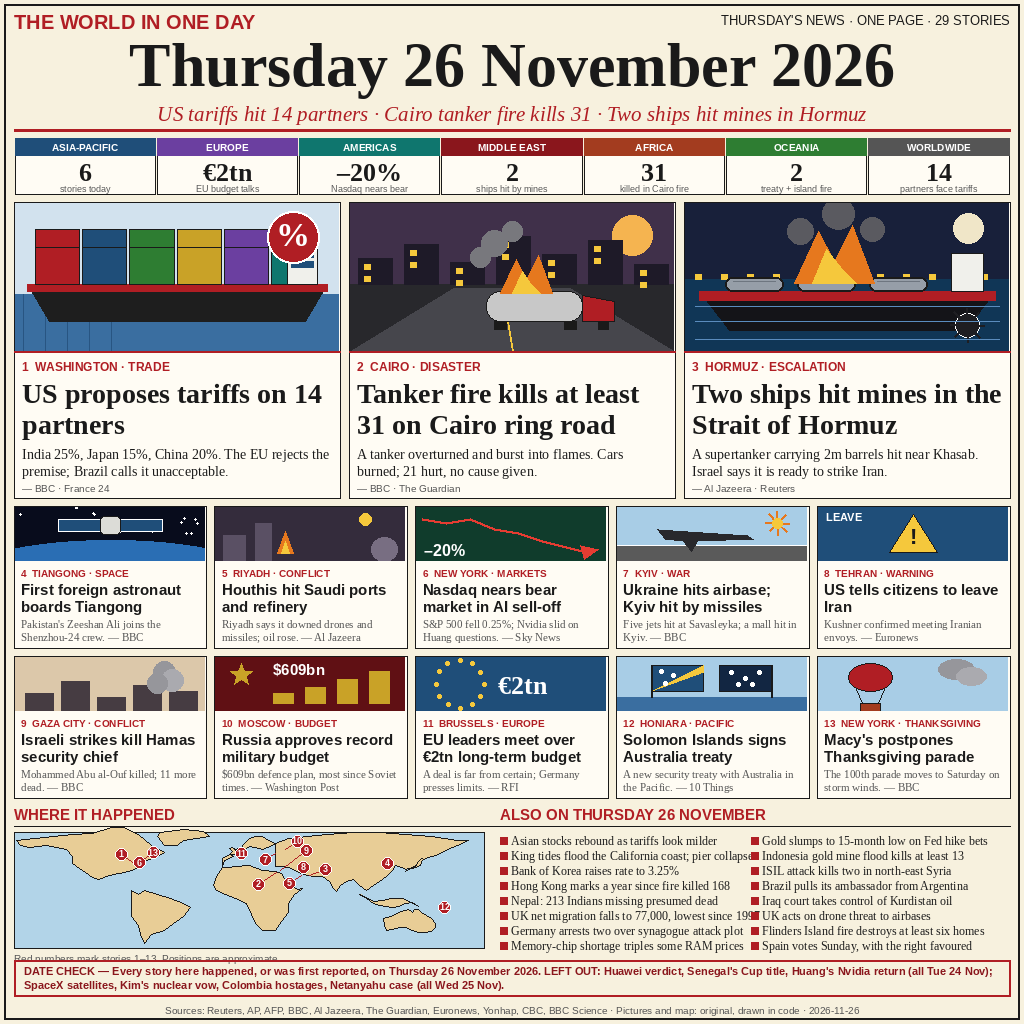 THE WORLD IN ONE DAY
THURSDAY'S NEWS · ONE PAGE · 29 STORIES
Thursday 26 November 2026
US tariffs hit 14 partners · Cairo tanker fire kills 31 · Two ships hit mines in Hormuz
ASIA-PACIFIC
6
stories today
EUROPE
€2tn
EU budget talks
AMERICAS
–20%
Nasdaq nears bear
MIDDLE EAST
2
ships hit by mines
AFRICA
31
killed in Cairo fire
OCEANIA
2
treaty + island fire
WORLDWIDE
14
partners face tariffs
%
1 WASHINGTON · TRADE
US proposes tariffs on 14
partners
India 25%, Japan 15%, China 20%. The EU rejects the
premise; Brazil calls it unacceptable.
— BBC · France 24
2 CAIRO · DISASTER
Tanker fire kills at least
31 on Cairo ring road
A tanker overturned and burst into flames. Cars
burned; 21 hurt, no cause given.
— BBC · The Guardian
3 HORMUZ · ESCALATION
Two ships hit mines in the
Strait of Hormuz
A supertanker carrying 2m barrels hit near Khasab.
Israel says it is ready to strike Iran.
— Al Jazeera · Reuters
4 TIANGONG · SPACE
First foreign astronaut
boards Tiangong
Pakistan's Zeeshan Ali joins the
Shenzhou-24 crew. — BBC
5 RIYADH · CONFLICT
Houthis hit Saudi ports
and refinery
Riyadh says it downed drones and
missiles; oil rose. — Al Jazeera
–20%
6 NEW YORK · MARKETS
Nasdaq nears bear
market in AI sell-off
S&P 500 fell 0.25%; Nvidia slid on
Huang questions. — Sky News
7 KYIV · WAR
Ukraine hits airbase;
Kyiv hit by missiles
Five jets hit at Savasleyka; a mall hit in
Kyiv. — BBC
LEAVE
!
8 TEHRAN · WARNING
US tells citizens to leave
Iran
Kushner confirmed meeting Iranian
envoys. — Euronews
9 GAZA CITY · CONFLICT
Israeli strikes kill Hamas
security chief
Mohammed Abu al-Ouf killed; 11 more
dead. — BBC
$609bn
10 MOSCOW · BUDGET
Russia approves record
military budget
$609bn defence plan, most since Soviet
times. — Washington Post
€2tn
11 BRUSSELS · EUROPE
EU leaders meet over
€2tn long-term budget
A deal is far from certain; Germany
presses limits. — RFI
12 HONIARA · PACIFIC
Solomon Islands signs
Australia treaty
A new security treaty with Australia in
the Pacific. — 10 Things
13 NEW YORK · THANKSGIVING
Macy's postpones
Thanksgiving parade
The 100th parade moves to Saturday on
storm winds. — BBC
WHERE IT HAPPENED
1
6
13
11
7
10
9
8
3
2
5
4
12
Red numbers mark stories 1–13. Positions are approximate.
ALSO ON THURSDAY 26 NOVEMBER
Asian stocks rebound as tariffs look milder
King tides flood the California coast; pier collapse
Bank of Korea raises rate to 3.25%
Hong Kong marks a year since fire killed 168
Nepal: 213 Indians missing presumed dead
UK net migration falls to 77,000, lowest since 1997
Germany arrests two over synagogue attack plot
Memory-chip shortage triples some RAM prices
Gold slumps to 15-month low on Fed hike bets
Indonesia gold mine flood kills at least 13
ISIL attack kills two in north-east Syria
Brazil pulls its ambassador from Argentina
Iraq court takes control of Kurdistan oil
UK acts on drone threat to airbases
Flinders Island fire destroys at least six homes
Spain votes Sunday, with the right favoured
DATE CHECK — Every story here happened, or was first reported, on Thursday 26 November 2026. LEFT OUT: Huawei verdict, Senegal's Cup title, Huang's Nvidia return (all Tue 24 Nov);
SpaceX satellites, Kim's nuclear vow, Colombia hostages, Netanyahu case (all Wed 25 Nov).
Sources: Reuters, AP, AFP, BBC, Al Jazeera, The Guardian, Euronews, Yonhap, CBC, BBC Science · Pictures and map: original, drawn in code · 2026-11-26